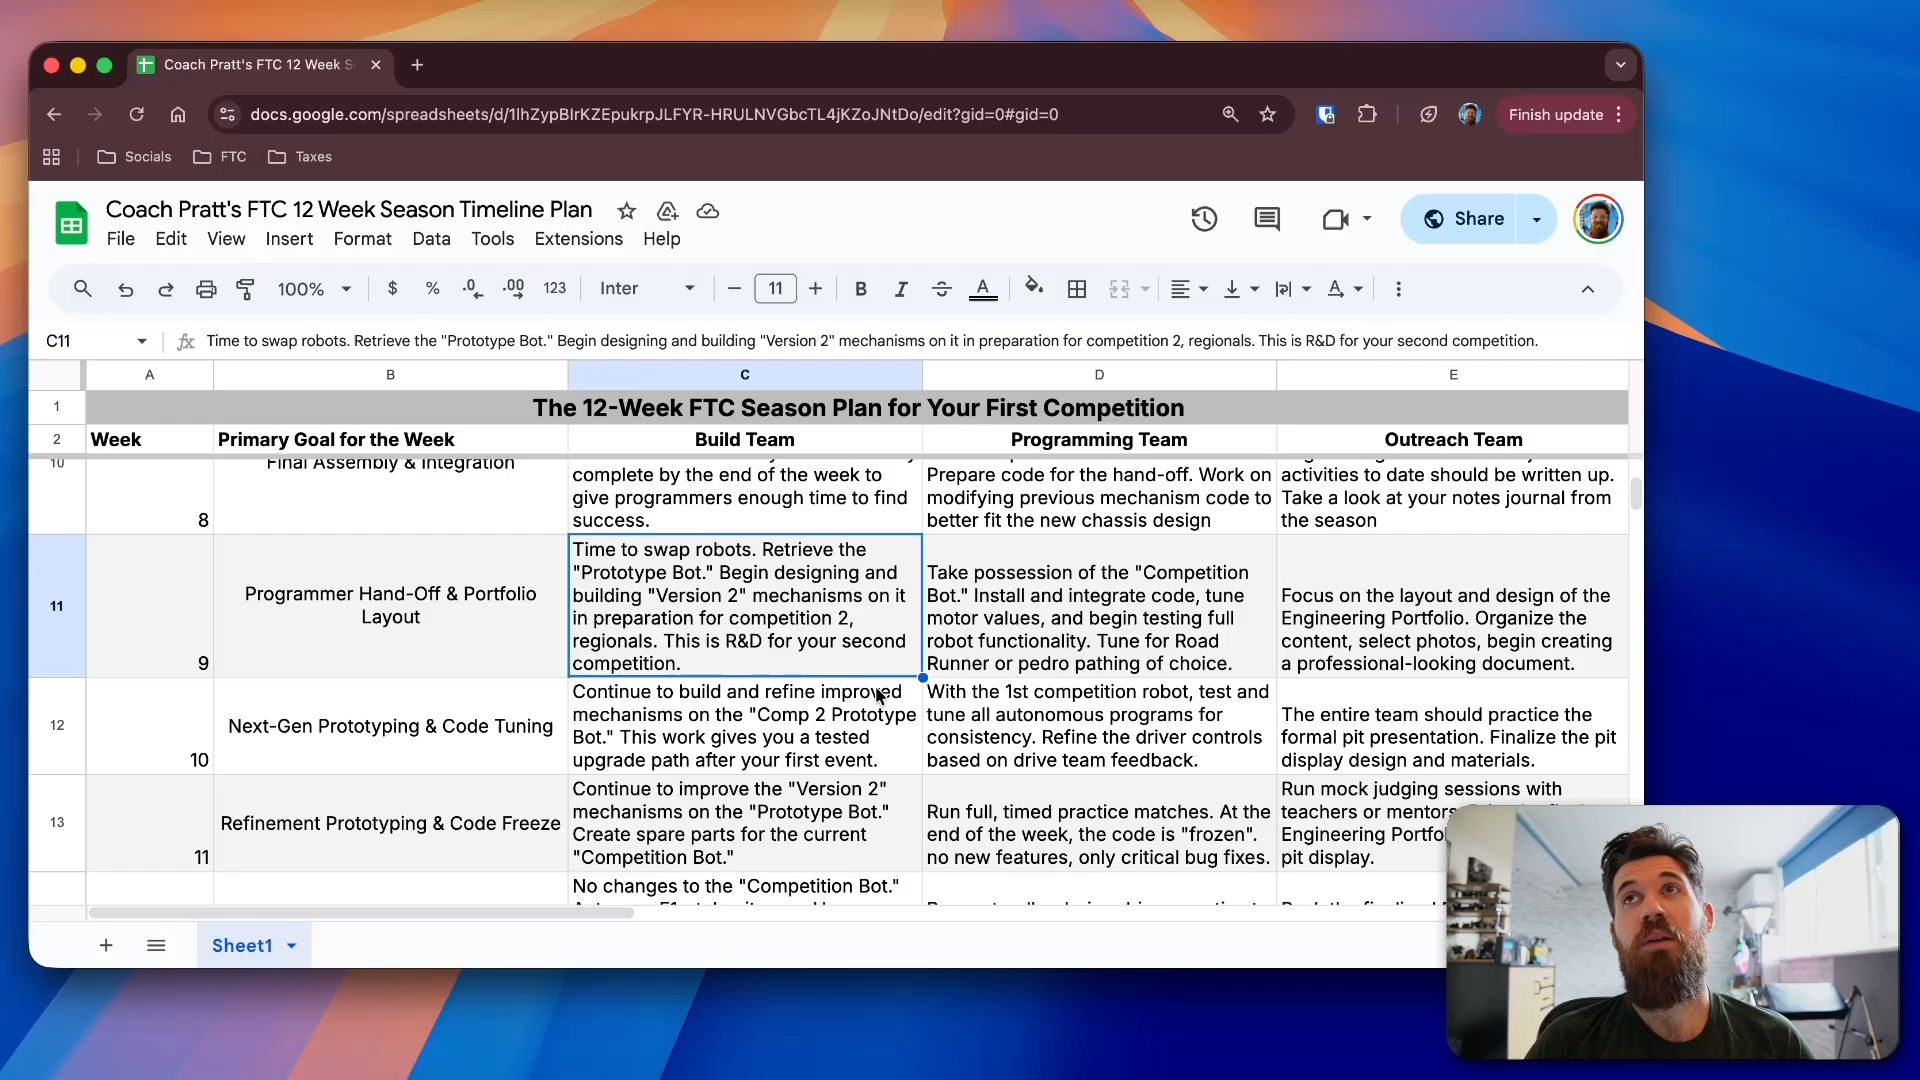 Coach Pratt's FTC 12 Week S
docs.google.com/spreadsheets/d/1lhZypBIrKZEpukrpJLFYR-HRULNVGbcTL4jKZoJNtDo/edit?gid=0#gid=0
Finish update
Socials
FTC
Taxes
Coach Pratt's FTC 12 Week Season Timeline Plan
File Edit View Insert Format Data Tools Extensions Help
Share
100%
$ % .0 .00 123
Inter
11
B I A
C11
Time to swap robots. Retrieve the "Prototype Bot." Begin designing and building "Version 2" mechanisms on it in preparation for competition 2, regionals. This is R&D for your second competition.
A B C D E
1
The 12-Week FTC Season Plan for Your First Competition
2
Week
Primary Goal for the Week
Build Team
Programming Team
Outreach Team
10
8
Final Assembly & Integration
complete by the end of the week to
give programmers enough time to find
success.
Prepare code for the hand-off. Work on
modifying previous mechanism code to
better fit the new chassis design
activities to date should be written up.
Take a look at your notes journal from
the season
11
9
Programmer Hand-Off & Portfolio
Layout
Time to swap robots. Retrieve the
"Prototype Bot." Begin designing and
building "Version 2" mechanisms on it
in preparation for competition 2,
regionals. This is R&D for your second
competition.
Take possession of the "Competition
Bot." Install and integrate code, tune
motor values, and begin testing full
robot functionality. Tune for Road
Runner or pedro pathing of choice.
Focus on the layout and design of the
Engineering Portfolio. Organize the
content, select photos, begin creating
a professional-looking document.
12
10
Next-Gen Prototyping & Code Tuning
Continue to build and refine improved
mechanisms on the "Comp 2 Prototype
Bot." This work gives you a tested
upgrade path after your first event.
With the 1st competition robot, test and
tune all autonomous programs for
consistency. Refine the driver controls
based on drive team feedback.
The entire team should practice the
formal pit presentation. Finalize the pit
display design and materials.
13
11
Refinement Prototyping & Code Freeze
Continue to improve the "Version 2"
mechanisms on the "Prototype Bot."
Create spare parts for the current
"Competition Bot."
Run full, timed practice matches. At the
end of the week, the code is "frozen".
no new features, only critical bug fixes.
Run mock judging sessions with
teachers or mentors
Engineering Portfo
pit display.
No changes to the "Competition Bot."
Sheet1